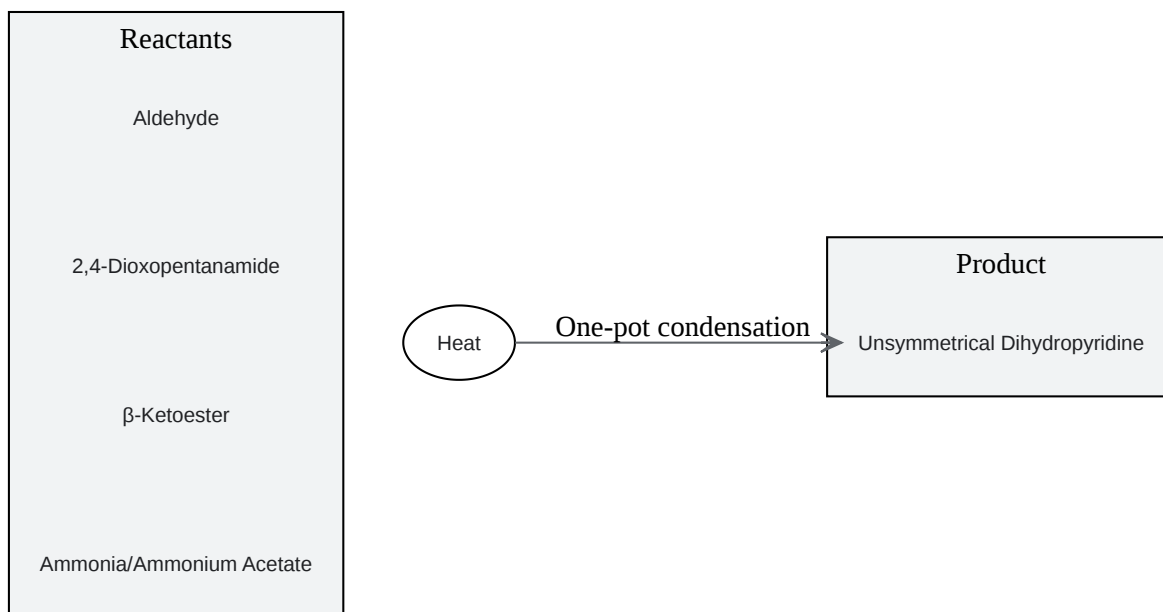 Reactants
Aldehyde
2,4-Dioxopentanamide
β-Ketoester
Ammonia/Ammonium Acetate
Heat
One-pot condensation
Product
Unsymmetrical Dihydropyridine